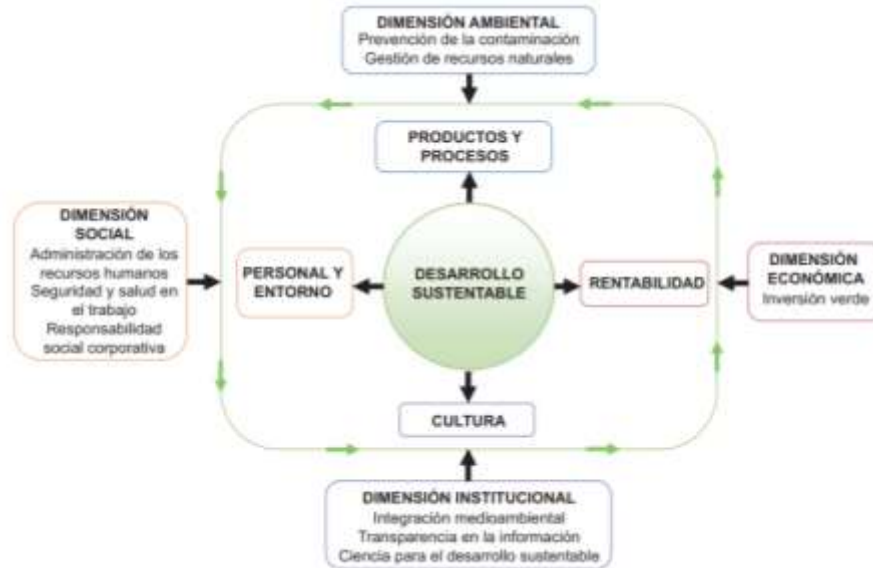 DIMENSIÓN AMBIENTAL
Prevención de la contaminación
Gestión de recursos naturales
PRODUCTOS Y
PROCESOS
DIMENSIÓN
SOCIAL
Administración de los
recursos humanos
Seguridad y salud en
el trabajo
Responsabilidad
social corporativa
PERSONAL Y
ENTORNO
DESARROLLO
SUSTENTABLE
RENTABILIDAD
DIMENSIÓN
ECONÓMICA
Inversión verde
CULTURA
DIMENSIÓN INSTITUCIONAL
Integración medioambiental
Transparencia en la información
Ciencia para el desarrollo sustentable